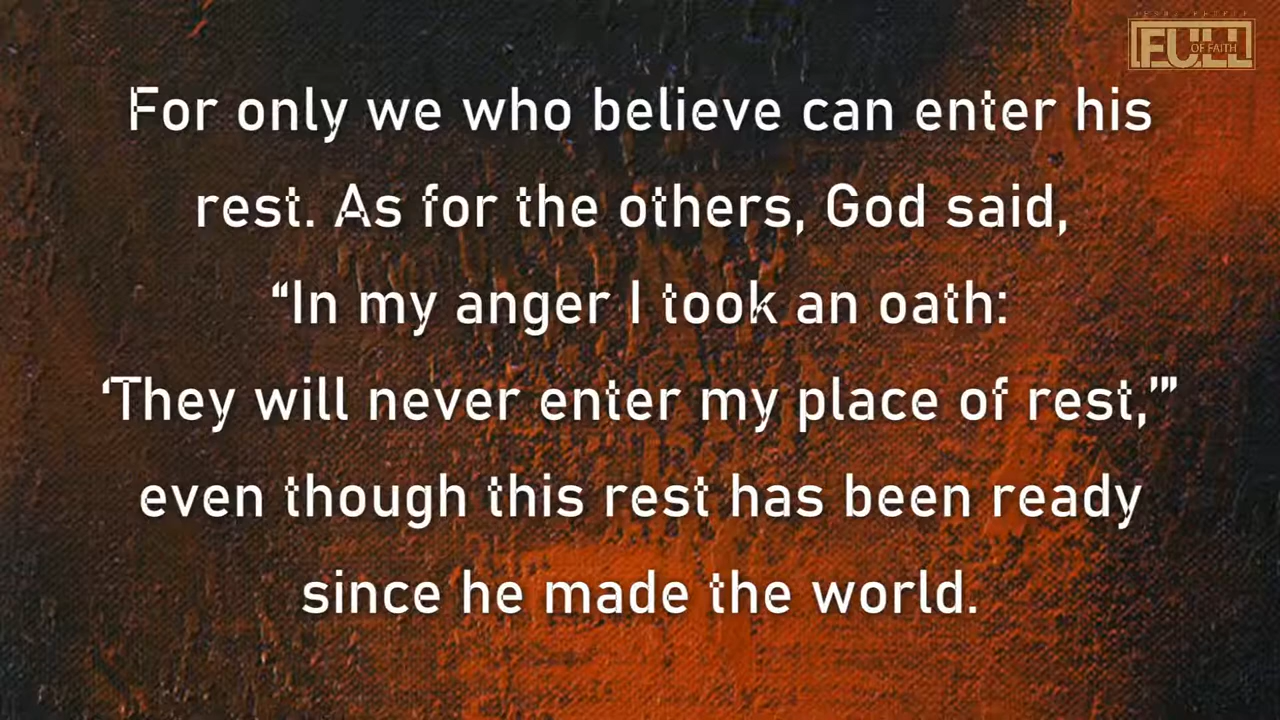 FULL
OF FAITH
For only we who believe can enter his
rest. As for the others, God said,
“In my anger I took an oath:
‘They will never enter my place of rest,’”
even though this rest has been ready
since he made the world.